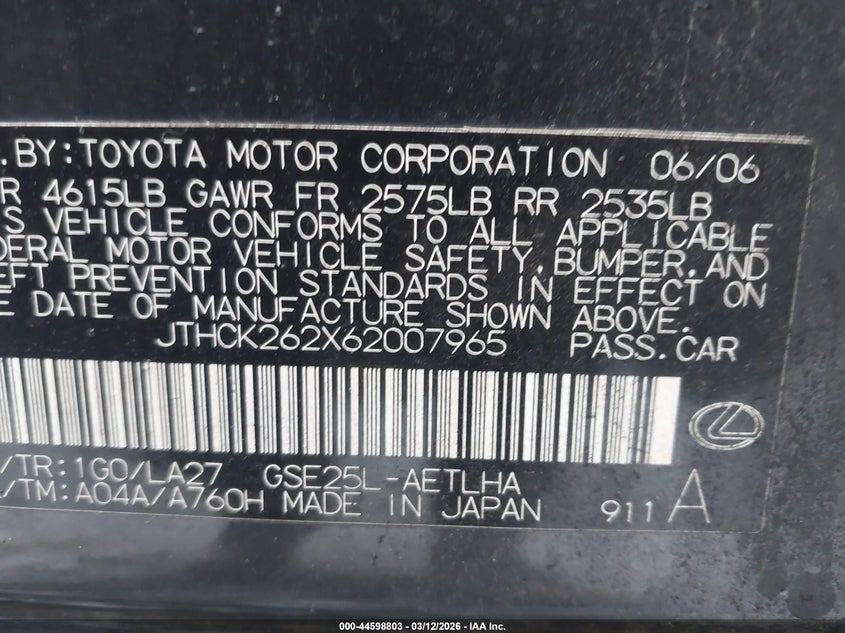 . BY: TOYOTA MOTOR CORPORATION 06/06
R 4615LB GAWR FR 2575LB RR 2535LB
S VEHICLE CONFORMS TO ALL APPLICABLE
DERAL MOTOR VEHICLE SAFETY, BUMPER, AND
EFT PREVENTION STANDARDS IN EFFECT ON
E DATE OF MANUFACTURE SHOWN ABOVE.
JTHCK262X62007965 PASS. CAR
/TR: 1G0/LA27 GSE25L-AETLHA
/TM: A04A/A760H MADE IN JAPAN 911 A
000-44598803 - 03/12/2026 - IAA Inc.